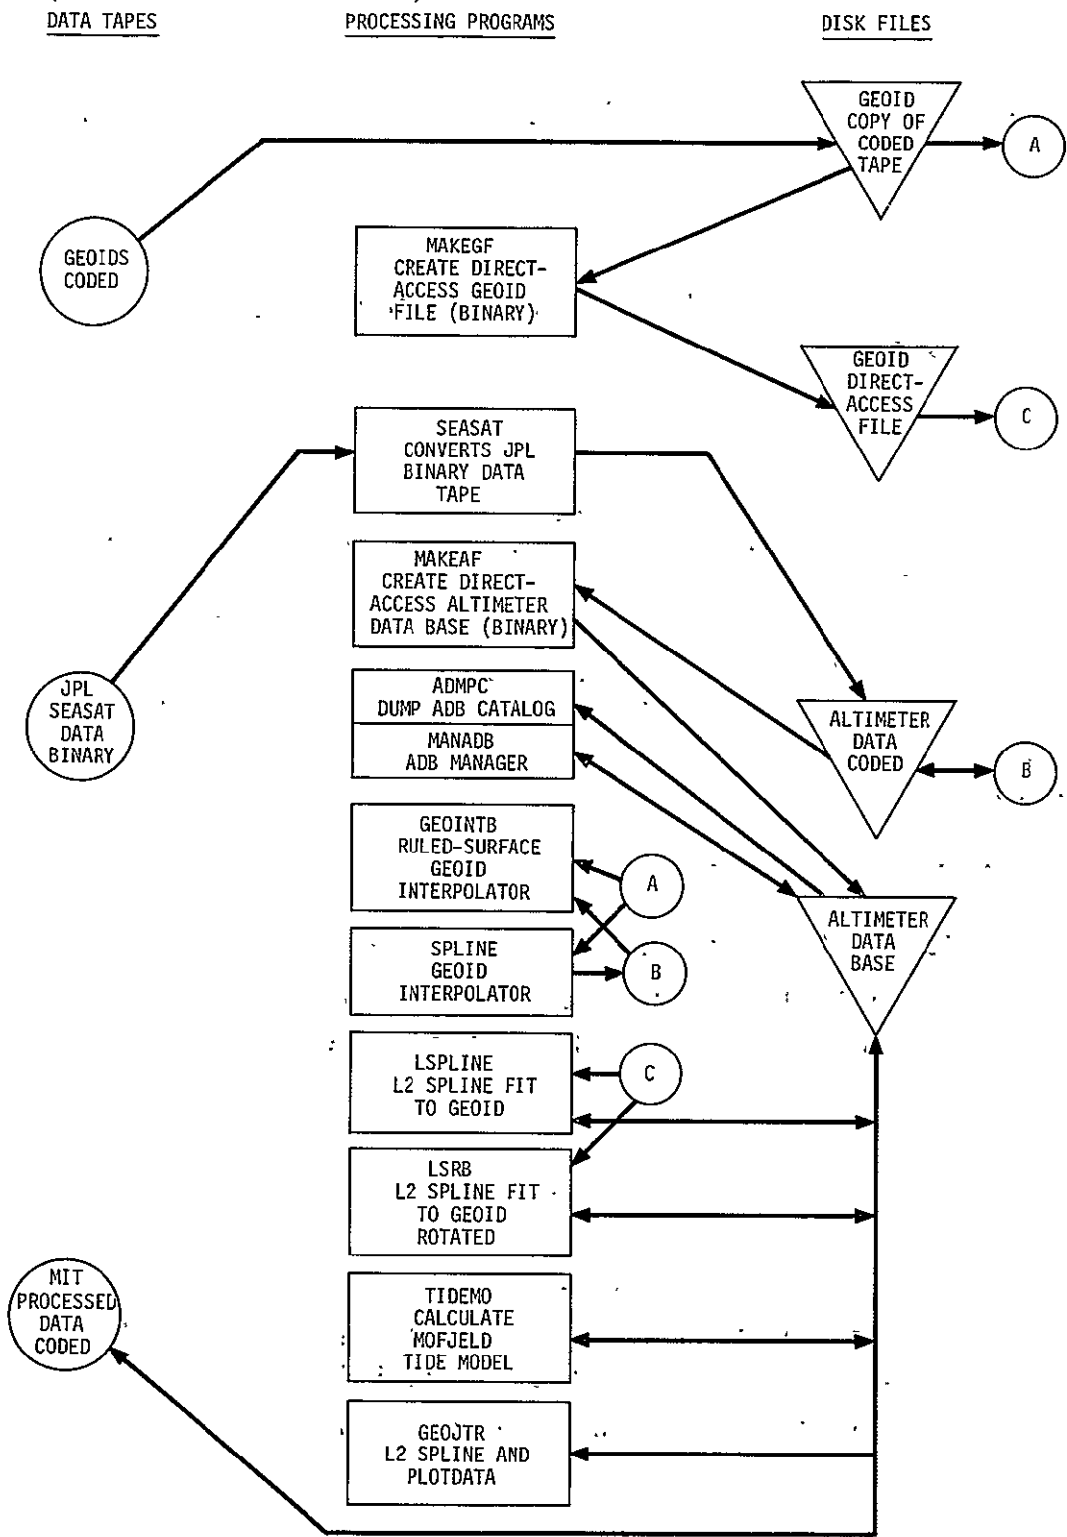 DATA TAPES
PROCESSING PROGRAMS
DISK FILES
GEOID
COPY OF
CODED
TAPE
A
GEOIDS
CODED
MAKEGF
CREATE DIRECT-
ACCESS GEOID
FILE (BINARY)
GEOID
DIRECT-
ACCESS
FILE
C
SEASAT
CONVERTS JPL
BINARY DATA
TAPE
MAKEAF
CREATE DIRECT-
ACCESS ALTIMETER
DATA BASE (BINARY)
JPL
SEASAT
DATA
BINARY
ADMPC
DUMP ADB CATALOG
MANADB
ADB MANAGER
ALTIMETER
DATA
CODED
B
GEOINTB
RULED-SURFACE
GEOID
INTERPOLATOR
A
ALTIMETER
DATA
BASE
SPLINE
GEOID
INTERPOLATOR
B
LSPLINE
L2 SPLINE FIT
TO GEOID
C
LSRB
L2 SPLINE FIT
TO GEOID
ROTATED
MIT
PROCESSED
DATA
CODED
TIDEMO
CALCULATE
MOFJELD
TIDE MODEL
GEOJTR
L2 SPLINE AND
PLOTDATA